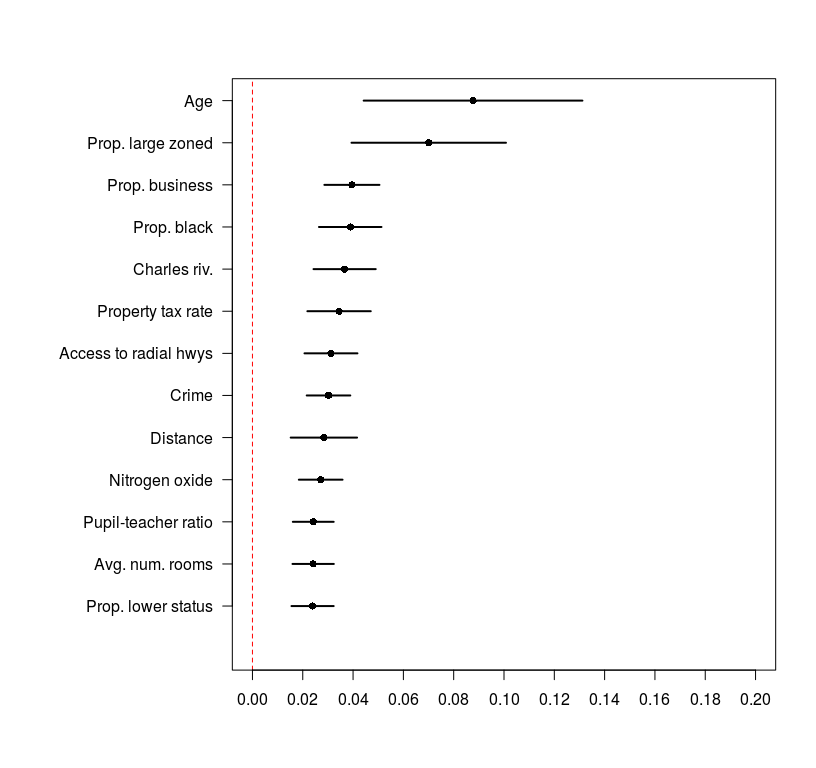 Age
Prop. large zoned
Prop. business
Prop. black
Charles riv.
Property tax rate
Access to radial hwys
Crime
Distance
Nitrogen oxide
Pupil-teacher ratio
Avg. num. rooms
Prop. lower status
0.00 0.02 0.04 0.06 0.08 0.10 0.12 0.14 0.16 0.18 0.20